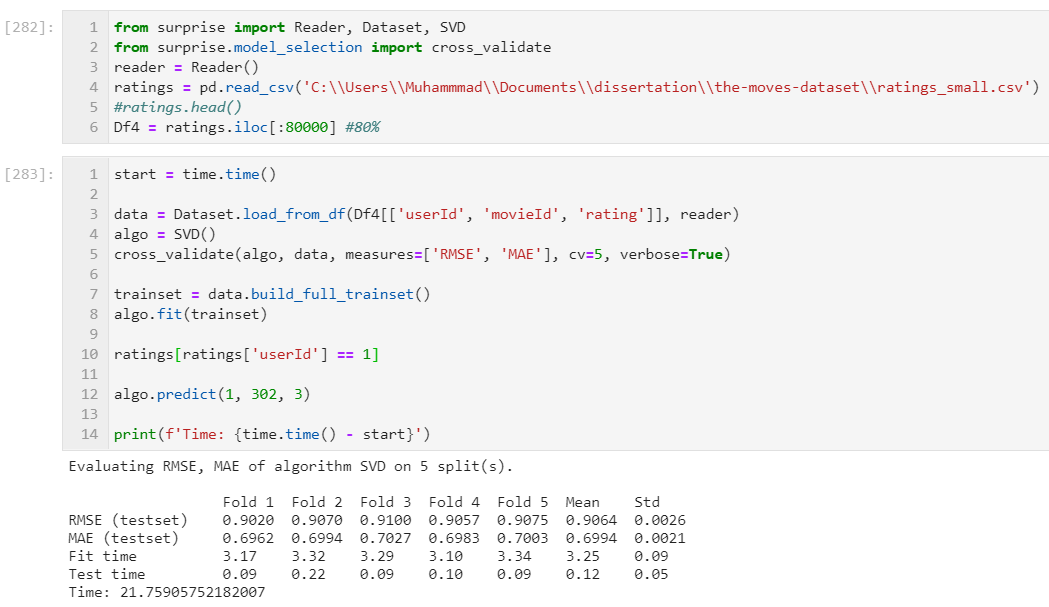 [282]:
1 from surprise import Reader, Dataset, SVD
2 from surprise.model_selection import cross_validate
3 reader = Reader()
4 ratings = pd.read_csv('C:\\Users\\Muhammmad\\Documents\\dissertation\\the-moves-dataset\\ratings_small.csv')
5 #ratings.head()
6 Df4 = ratings.iloc[:80000] #80%
[283]:
1 start = time.time()
2
3 data = Dataset.load_from_df(Df4[['userId', 'movieId', 'rating']], reader)
4 algo = SVD()
5 cross_validate(algo, data, measures=['RMSE', 'MAE'], cv=5, verbose=True)
6
7 trainset = data.build_full_trainset()
8 algo.fit(trainset)
9
10 ratings[ratings['userId'] == 1]
11
12 algo.predict(1, 302, 3)
13
14 print(f'Time: {time.time() - start}')
Evaluating RMSE, MAE of algorithm SVD on 5 split(s).
Fold 1 Fold 2 Fold 3 Fold 4 Fold 5 Mean Std
RMSE (testset) 0.9020 0.9070 0.9100 0.9057 0.9075 0.9064 0.0026
MAE (testset) 0.6962 0.6994 0.7027 0.6983 0.7003 0.6994 0.0021
Fit time 3.17 3.32 3.29 3.10 3.34 3.25 0.09
Test time 0.09 0.22 0.09 0.10 0.09 0.12 0.05
Time: 21.75905752182007